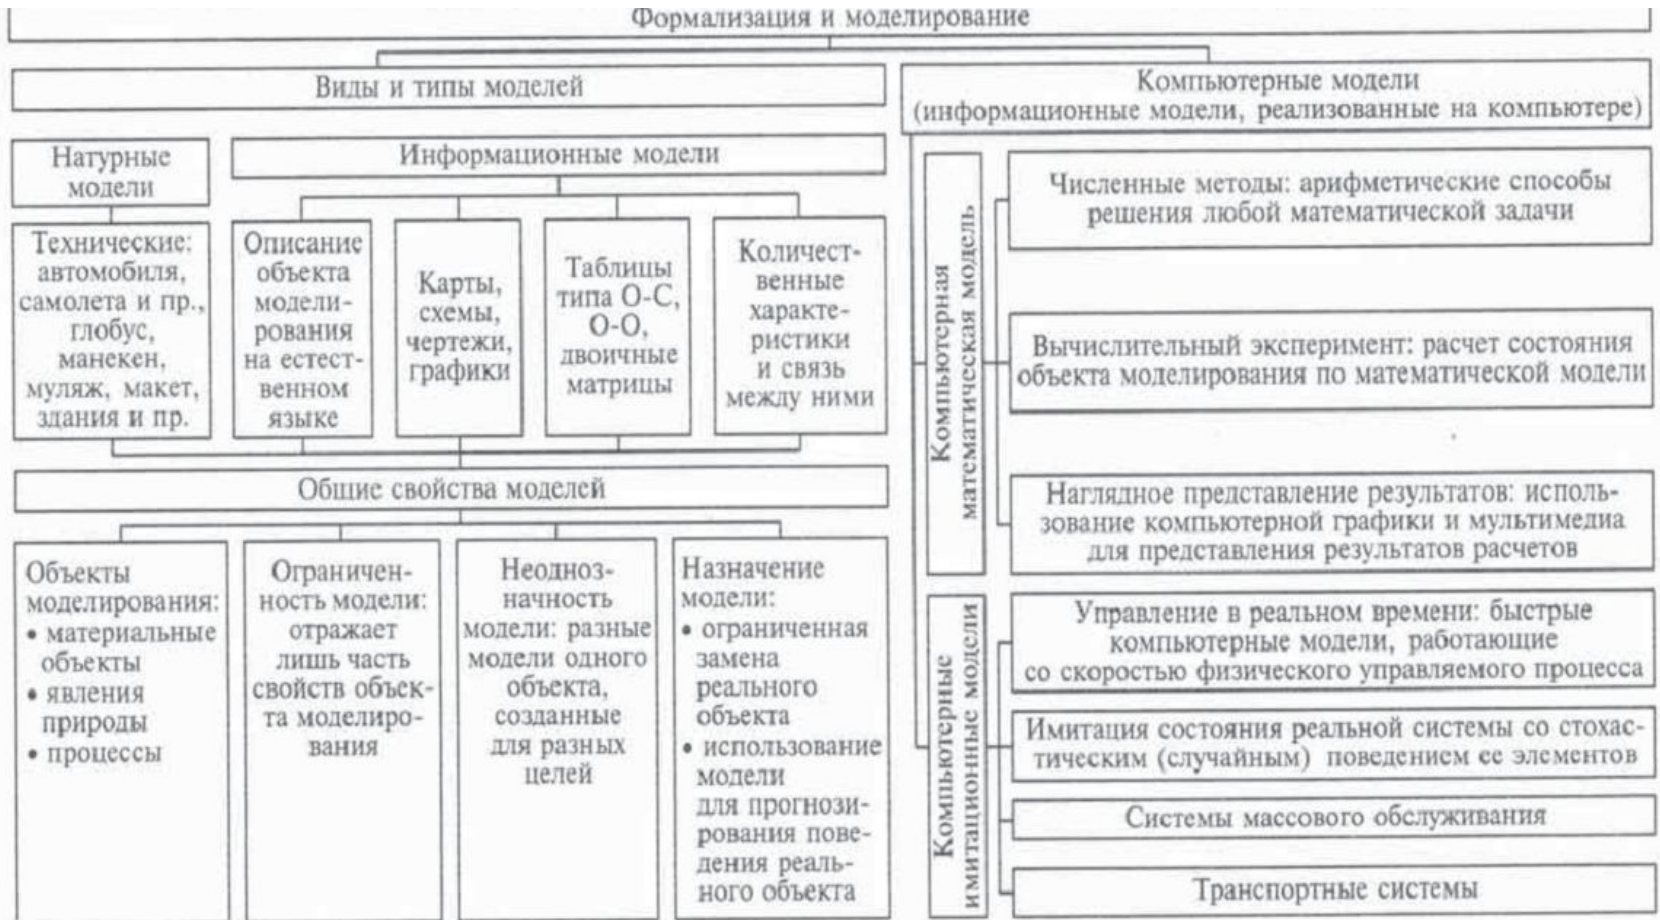 Формализация и моделирование
Виды и типы моделей
Натурные
модели
Информационные модели
Технические:
автомобиля,
самолета и пр.,
глобус,
манекен,
муляж, макет,
здания и пр.
Описание
объекта
модели-
рования
на естест-
венном
языке
Карты,
схемы,
чертежи,
графики
Таблицы
типа О-С,
О-О,
двоичные
матрицы
Количест-
венные
характе-
ристики
и связь
между ними
Общие свойства моделей
Объекты
моделирования:
• материальные
объекты
• явления
природы
• процессы
Ограничен-
ность модели:
отражает
лишь часть
свойств объек-
та моделиро-
вания
Неодноз-
начность
модели: разные
модели одного
объекта,
созданные
для разных
целей
Назначение
модели:
• ограниченная
замена
реального
объекта
• использование
модели
для прогнози-
рования пове-
дения реаль-
ного объекта
Компьютерные модели
(информационные модели, реализованные на компьютере)
Компьютерная
математическая модель
Численные методы: арифметические способы
решения любой математической задачи
Вычислительный эксперимент: расчет состояния
объекта моделирования по математической модели
Наглядное представление результатов: исполь-
зование компьютерной графики и мультимедиа
для представления результатов расчетов
Компьютерные
имитационные модели
Управление в реальном времени: быстрые
компьютерные модели, работающие
со скоростью физического управляемого процесса
Имитация состояния реальной системы со стохас-
тическим (случайным) поведением ее элементов
Системы массового обслуживания
Транспортные системы